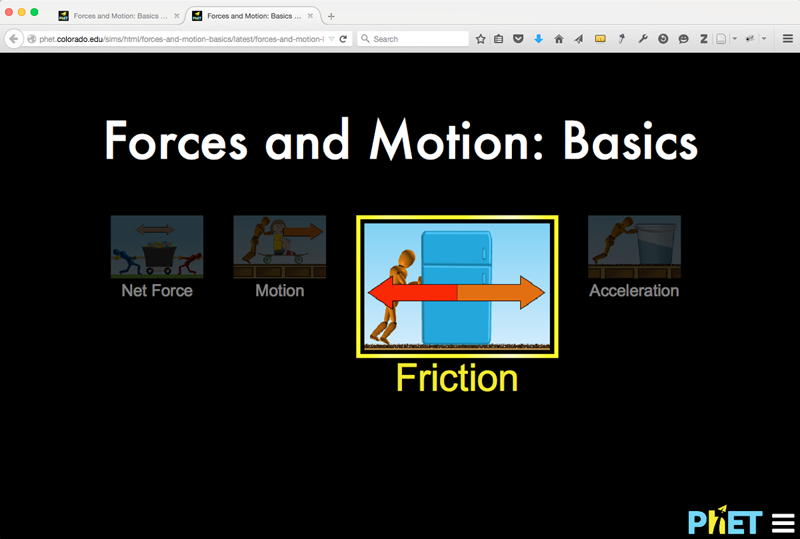 Forces and Motion: Basics ...
Forces and Motion: Basics ...
phet.colorado.edu/sims/html/forces-and-motion-basics/latest/forces-and-motion-
Search
Forces and Motion: Basics
Net Force
Motion
Friction
Acceleration
PhET